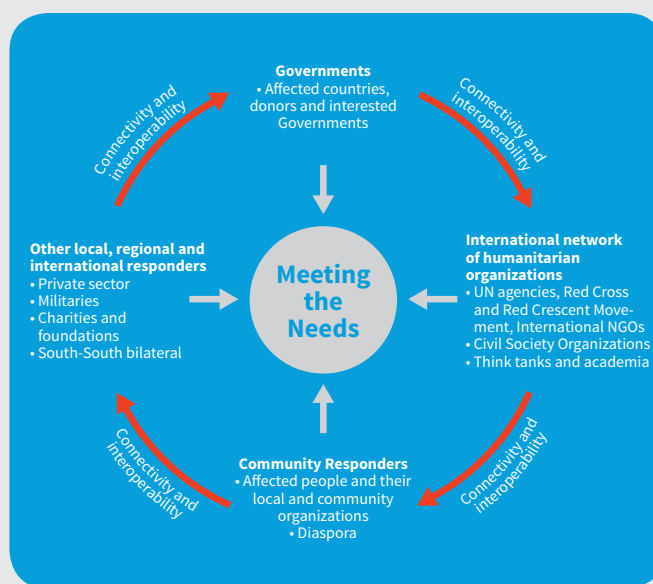 Governments
• Affected countries,
donors and interested
Governments
Connectivity and
interoperability
Connectivity and
interoperability
Other local, regional and
international responders
• Private sector
• Militaries
• Charities and
foundations
• South-South bilateral
Meeting
the
Needs
International network
of humanitarian
organizations
• UN agencies, Red Cross
and Red Crescent Move-
ment, International NGOs
• Civil Society Organizations
• Think tanks and academia
Connectivity and
interoperability
Community Responders
• Affected people and their
local and community
organizations
• Diaspora
Connectivity and
interoperability